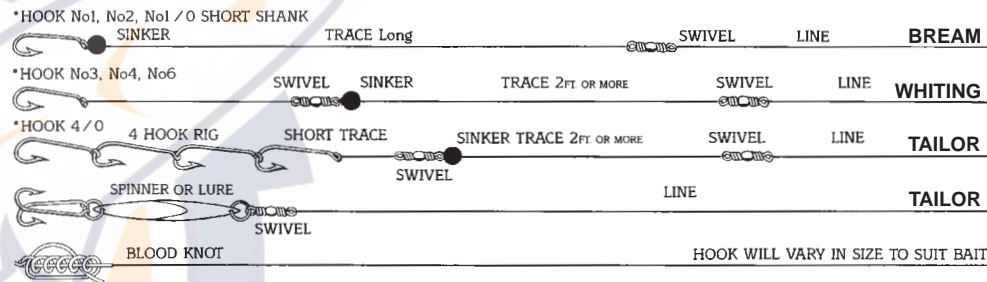 *HOOK No1, No2, No1/0 SHORT SHANK
SINKER TRACE Long SWIVEL LINE BREAM
*HOOK No3, No4, No6
SWIVEL SINKER TRACE 2FT. OR MORE SWIVEL LINE WHITING
*HOOK 4/0
4 HOOK RIG SHORT TRACE SINKER TRACE 2FT. OR MORE SWIVEL LINE TAILOR
SWIVEL
SPINNER OR LURE LINE TAILOR
SWIVEL
BLOOD KNOT HOOK WILL VARY IN SIZE TO SUIT BAIT